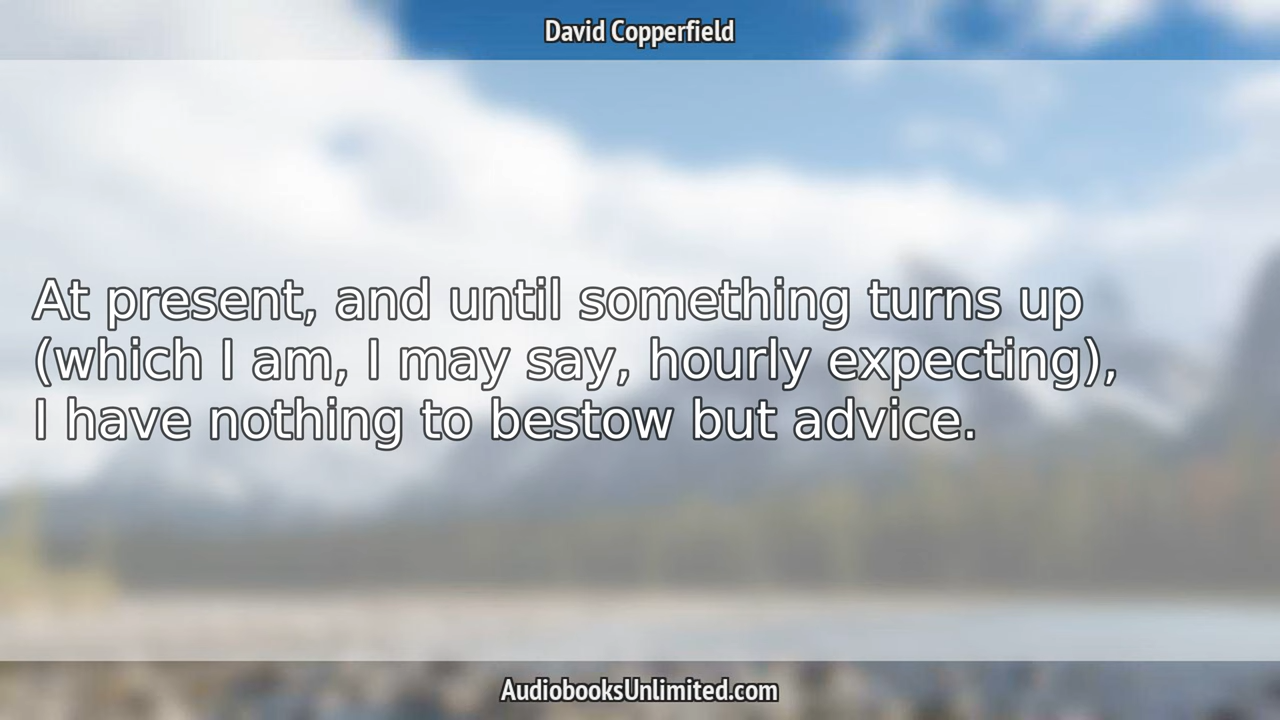 David Copperfield
At present, and until something turns up
(which I am, I may say, hourly expecting),
I have nothing to bestow but advice.
AudiobooksUnlimited.com